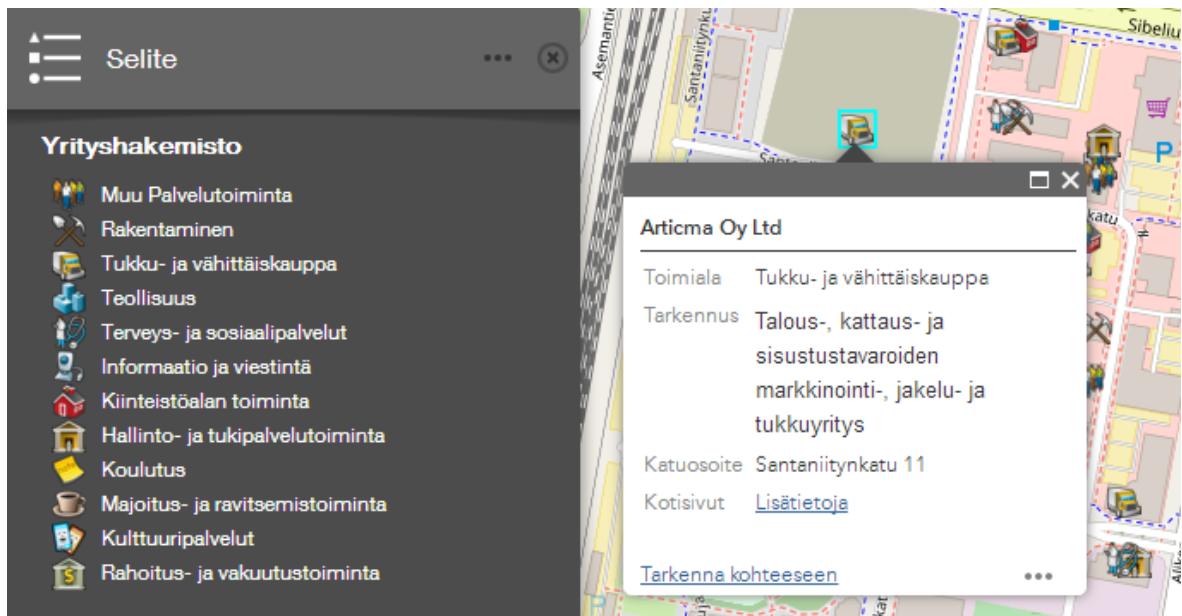 Selite
Yrityshakemisto
Muu Palvelutoiminta
Rakentaminen
Tukku- ja vähittäiskauppa
Teollisuus
Terveys- ja sosiaalipalvelut
Informaatio ja viestintä
Kiinteistöalan toiminta
Hallinto- ja tukipalvelutoiminta
Koulutus
Majoitus- ja ravitsemistoiminta
Kulttuuripalvelut
Rahoitus- ja vakuutustoiminta
Asemantie
Santaniitynku
Sibeliu
P
katu
Articma Oy Ltd
Toimiala Tukku- ja vähittäiskauppa
Tarkennus Talous-, kattaus- ja
sisustustavaroiden
markkinointi-, jakelu- ja
tukkuyritys
Katuosoite Santaniitynkatu 11
Kotisivut Lisätietoja
Tarkenna kohteeseen